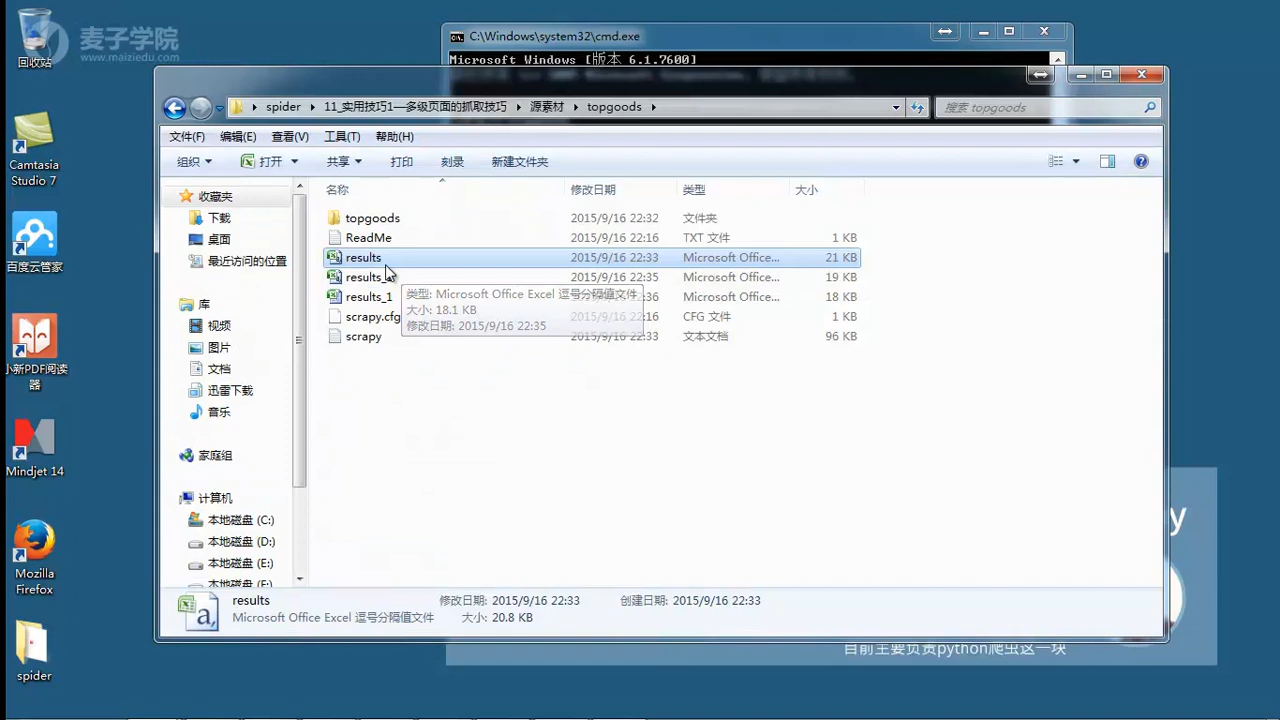 麦子学院
www.maiziedu.com
回收站
Camtasia
Studio 7
百度云管家
小新PDF阅读
器
Mindjet 14
Mozilla
Firefox
spider
C:\Windows\system32\cmd.exe
Microsoft Windows [版本 6.1.7600]
spider 11_实用技巧1—多级页面的抓取技巧 源素材 topgoods
搜索 topgoods
文件(F) 编辑(E) 查看(V) 工具(T) 帮助(H)
组织 打开 共享 打印 刻录 新建文件夹
收藏夹
下载
桌面
最近访问的位置
库
视频
图片
文档
迅雷下载
音乐
家庭组
计算机
本地磁盘 (C:)
本地磁盘 (D:)
本地磁盘 (E:)
本地磁盘 (F:)
名称 修改日期 类型 大小
topgoods 2015/9/16 22:32 文件夹
ReadMe 2015/9/16 22:16 TXT 文件 1 KB
results 2015/9/16 22:33 Microsoft Office... 21 KB
results_ 2015/9/16 22:35 Microsoft Office... 19 KB
results_1 :36 Microsoft Office... 18 KB
scrapy.cfg :16 CFG 文件 1 KB
scrapy 2015/9/16 22:33 文本文档 96 KB
类型: Microsoft Office Excel 逗号分隔值文件
大小: 18.1 KB
修改日期: 2015/9/16 22:35
results 修改日期: 2015/9/16 22:33 创建日期: 2015/9/16 22:33
Microsoft Office Excel 逗号分隔值文件 大小: 20.8 KB
y
目前主要负责python爬虫这一块